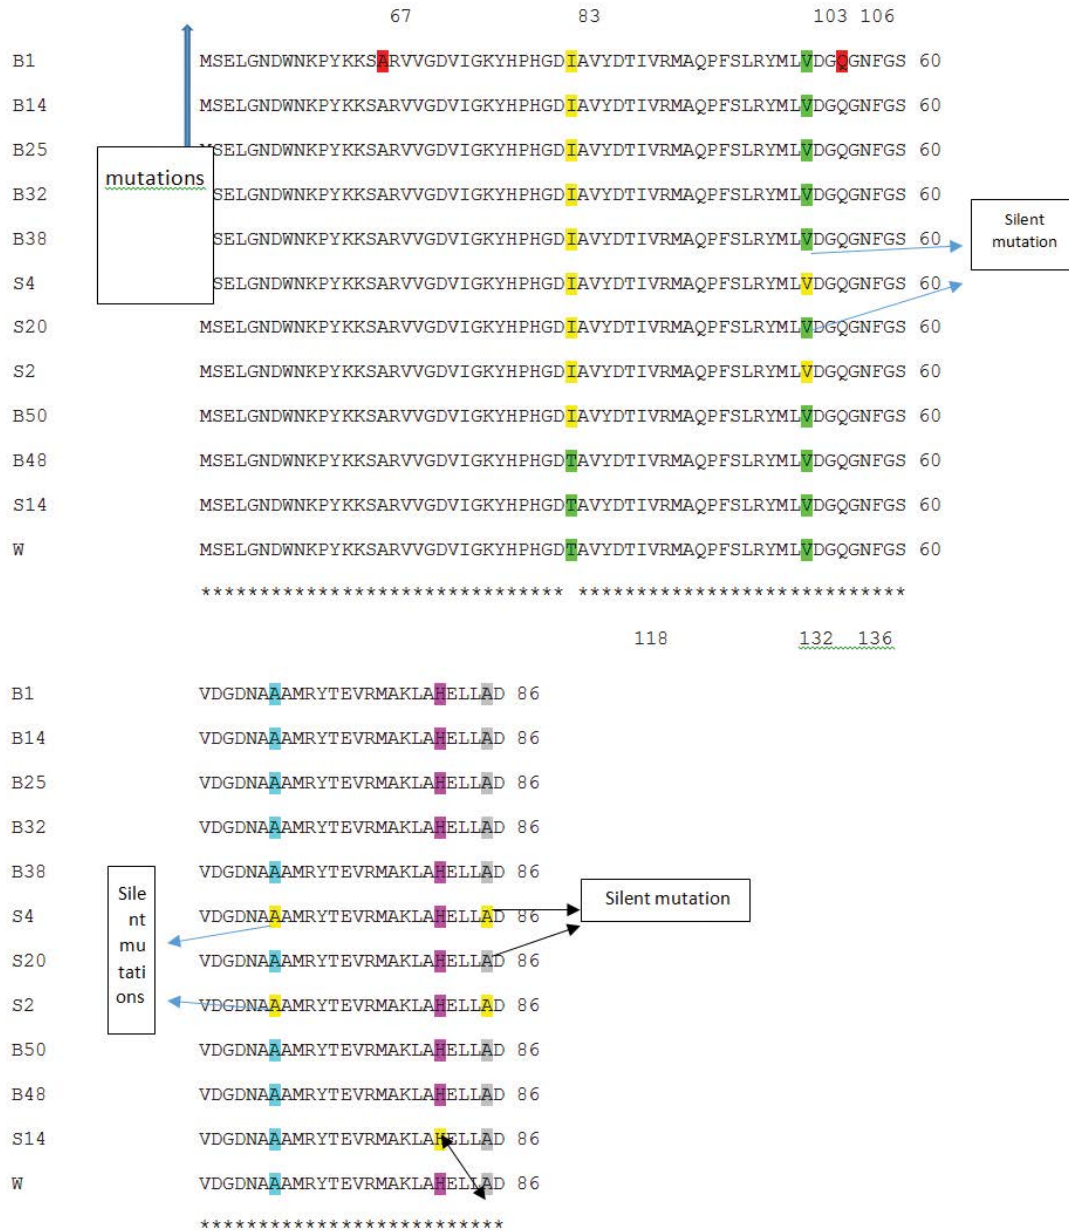 67 83 103 106
B1 MSELGNDWNKPYKKSARVVGDVIGKYHPHGDIAVYDTIVRMAQPFSLRYMLVDGQGNFGS 60
B14 MSELGNDWNKPYKKSARVVGDVIGKYHPHGDIAVYDTIVRMAQPFSLRYMLVDGQGNFGS 60
B25 MSELGNDWNKPYKKSARVVGDVIGKYHPHGDIAVYDTIVRMAQPFSLRYMLVDGQGNFGS 60
mutations
B32 SELGNDWNKPYKKSARVVGDVIGKYHPHGDIAVYDTIVRMAQPFSLRYMLVDGQGNFGS 60
B38 SELGNDWNKPYKKSARVVGDVIGKYHPHGDIAVYDTIVRMAQPFSLRYMLVDGQGNFGS 60
Silent
mutation
S4 SELGNDWNKPYKKSARVVGDVIGKYHPHGDIAVYDTIVRMAQPFSLRYMLVDGQGNFGS 60
S20 MSELGNDWNKPYKKSARVVGDVIGKYHPHGDIAVYDTIVRMAQPFSLRYMLVDGQGNFGS 60
S2 MSELGNDWNKPYKKSARVVGDVIGKYHPHGDIAVYDTIVRMAQPFSLRYMLVDGQGNFGS 60
B50 MSELGNDWNKPYKKSARVVGDVIGKYHPHGDIAVYDTIVRMAQPFSLRYMLVDGQGNFGS 60
B48 MSELGNDWNKPYKKSARVVGDVIGKYHPHGDTAVYDTIVRMAQPFSLRYMLVDGQGNFGS 60
S14 MSELGNDWNKPYKKSARVVGDVIGKYHPHGDTAVYDTIVRMAQPFSLRYMLVDGQGNFGS 60
W MSELGNDWNKPYKKSARVVGDVIGKYHPHGDTAVYDTIVRMAQPFSLRYMLVDGQGNFGS 60
******************************* ****************************
118 132 136
B1 VDGDNAAAMRYTEVRMAKLAHELLAD 86
B14 VDGDNAAAMRYTEVRMAKLAHELLAD 86
B25 VDGDNAAAMRYTEVRMAKLAHELLAD 86
B32 VDGDNAAAMRYTEVRMAKLAHELLAD 86
B38 VDGDNAAAMRYTEVRMAKLAHELLAD 86
Sile
nt
mu
tati
ons
S4 VDGDNAAAMRYTEVRMAKLAHELLAD 86
Silent mutation
S20 VDGDNAAAMRYTEVRMAKLAHELLAD 86
S2 VDGDNAAAMRYTEVRMAKLAHELLAD 86
B50 VDGDNAAAMRYTEVRMAKLAHELLAD 86
B48 VDGDNAAAMRYTEVRMAKLAHELLAD 86
S14 VDGDNAAAMRYTEVRMAKLAHELLAD 86
W VDGDNAAAMRYTEVRMAKLAHELLAD 86
**************************